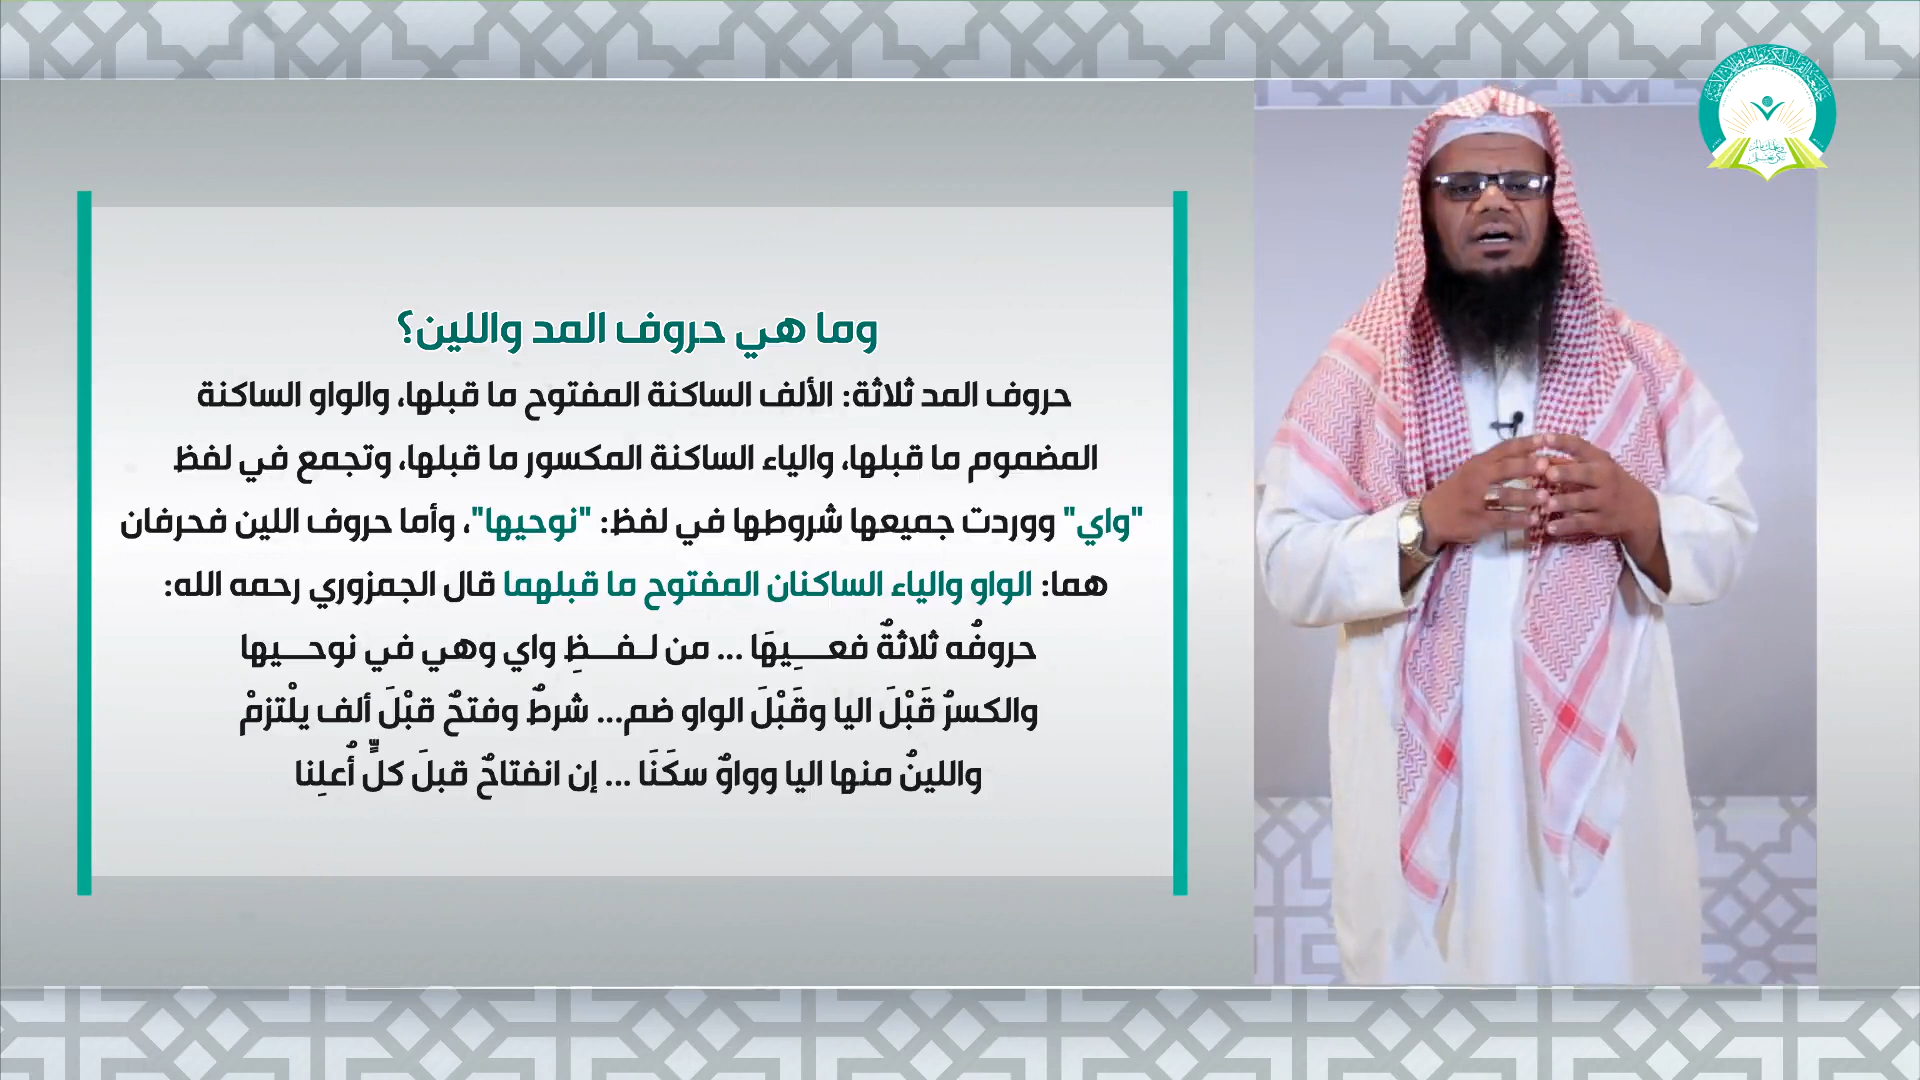 وما هي حروف المد واللين؟
حروف المد ثلاثة: الألف الساكنة المفتوح ما قبلها، والواو الساكنة
المضموم ما قبلها، والياء الساكنة المكسور ما قبلها، وتجمع في لفظ
"واي" ووردت جميعها شروطها في لفظ: "نوحيها"، وأما حروف اللين فحرفان
هما: الواو والياء الساكنان المفتوح ما قبلهما قال الجمزوري رحمه الله:
حروفُه ثلاثةٌ فعـــيِهَا ... من لـفـــظِ واي وهي في نوحـــيها
والكسرُ قَبْلَ اليا وقَبْلَ الواو ضم... شرطٌ وفتحٌ قبْلَ ألف يلْتزمْ
واللينُ منها اليا وواوٌ سكَنَا ... إن انفتاحٌ قبلَ كلٍّ أُعلِنا